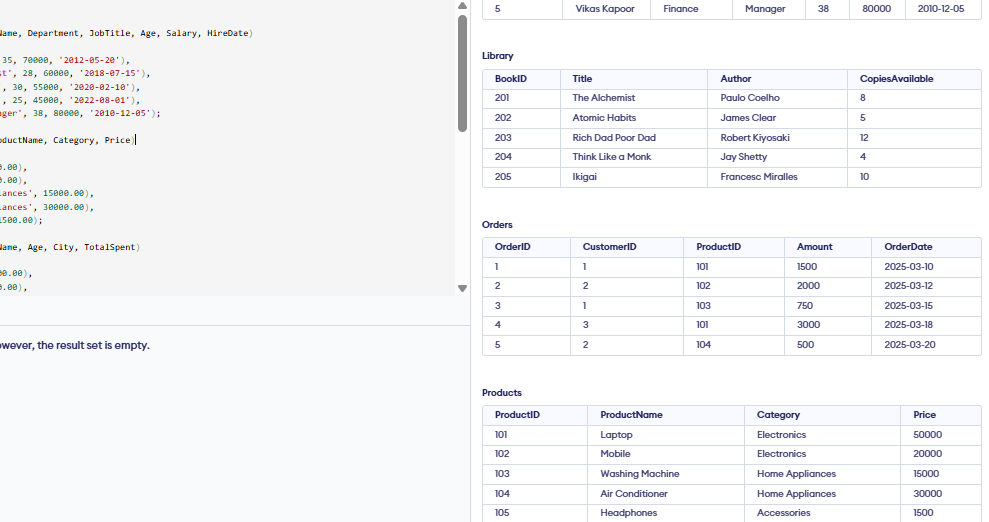 Name, Department, JobTitle, Age, Salary, HireDate)
35, 70000, '2012-05-20'),
st', 28, 60000, '2018-07-15'),
', 30, 55000, '2020-02-10'),
', 25, 45000, '2022-08-01'),
ager', 38, 80000, '2010-12-05');
oductName, Category, Price)
0.00),
0.00),
iances', 15000.00),
iances', 30000.00),
1500.00);
Name, Age, City, TotalSpent)
00.00),
0.00),
owever, the result set is empty.
5 Vikas Kapoor Finance Manager 38 80000 2010-12-05
Library
BookID Title Author CopiesAvailable
201 The Alchemist Paulo Coelho 8
202 Atomic Habits James Clear 5
203 Rich Dad Poor Dad Robert Kiyosaki 12
204 Think Like a Monk Jay Shetty 4
205 Ikigai Francesc Miralles 10
Orders
OrderID CustomerID ProductID Amount OrderDate
1 1 101 1500 2025-03-10
2 2 102 2000 2025-03-12
3 1 103 750 2025-03-15
4 3 101 3000 2025-03-18
5 2 104 500 2025-03-20
Products
ProductID ProductName Category Price
101 Laptop Electronics 50000
102 Mobile Electronics 20000
103 Washing Machine Home Appliances 15000
104 Air Conditioner Home Appliances 30000
105 Headphones Accessories 1500